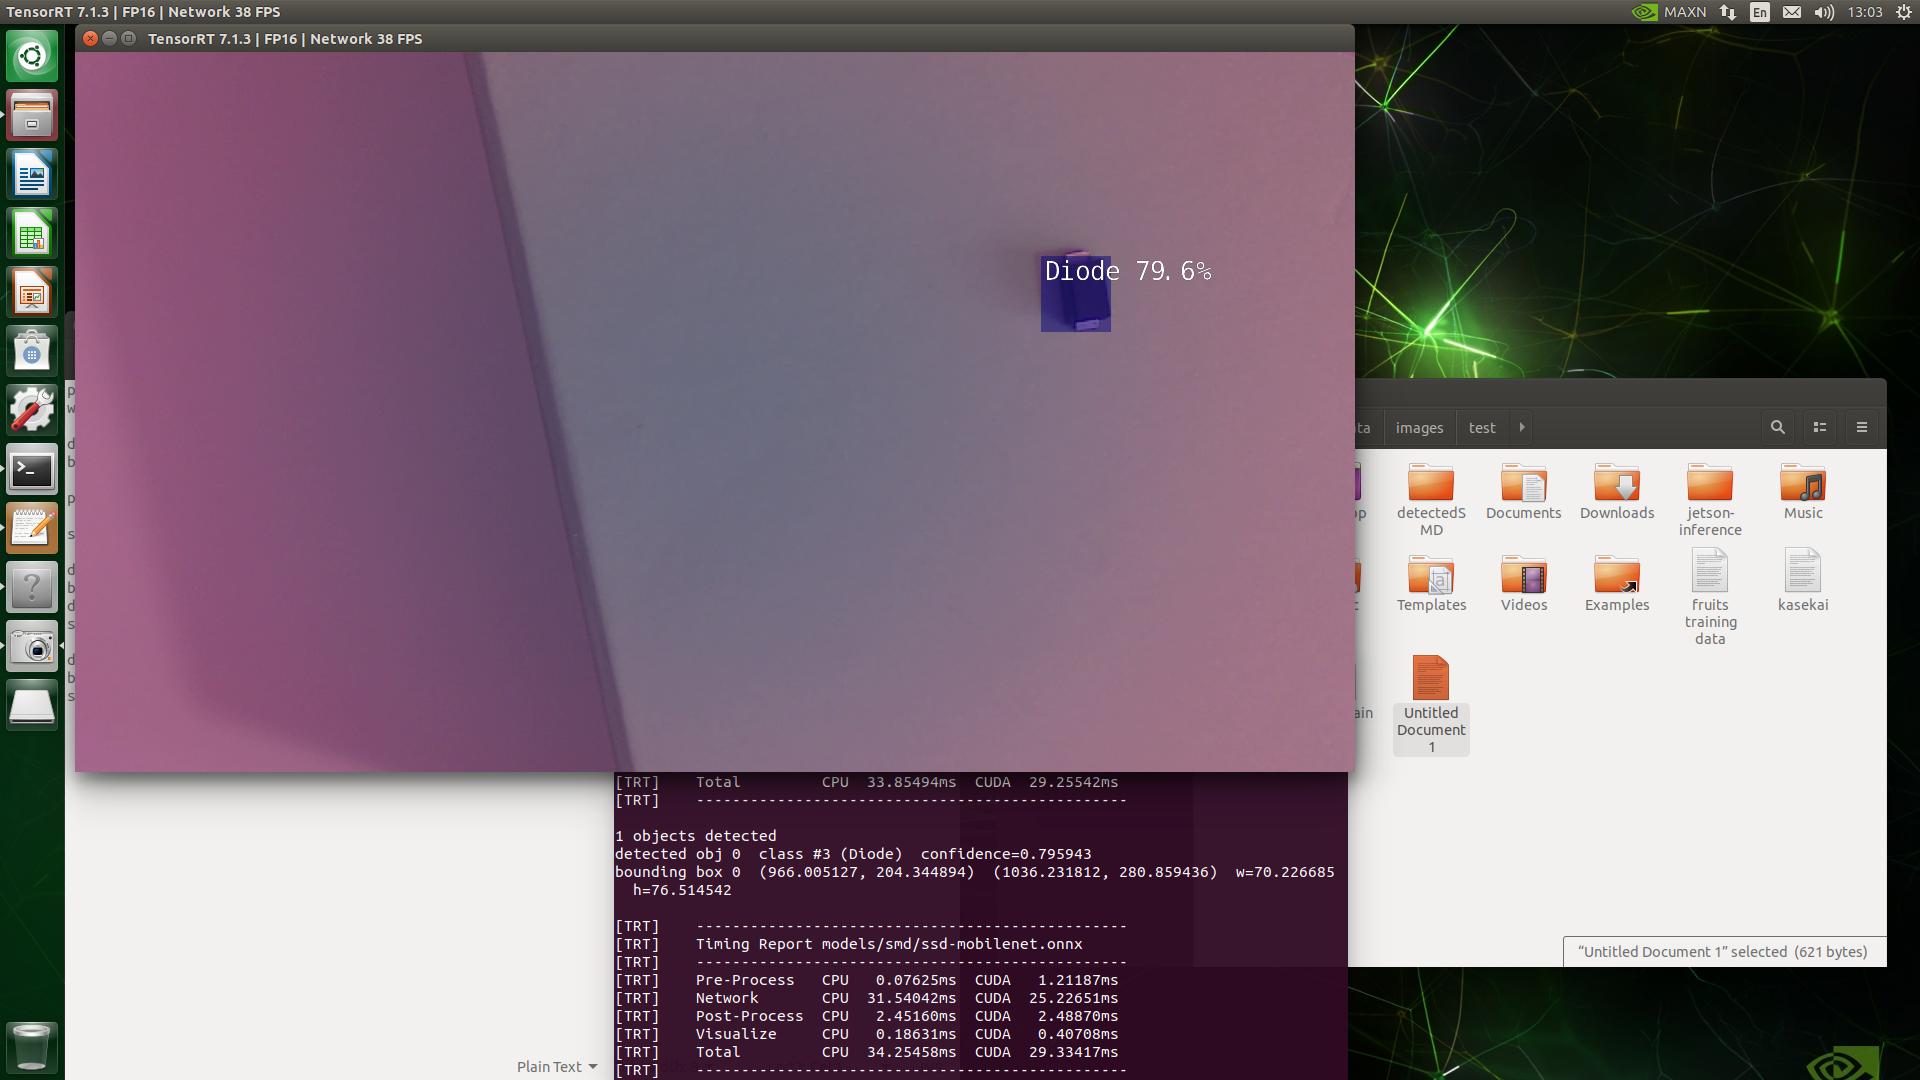 TensorRT 7.1.3 | FP16 | Network 38 FPS
MAXN
En
13:03
TensorRT 7.1.3 | FP16 | Network 38 FPS
Diode 79.6%
images
test
detectedS
MD
Documents
Downloads
jetson-
inference
Music
Templates
Videos
Examples
fruits
training
data
kasekai
Untitled
Document
1
[TRT] Total CPU 33.85494ms CUDA 29.25542ms
[TRT] ------------------------------------------------
1 objects detected
detected obj 0 class #3 (Diode) confidence=0.795943
bounding box 0 (966.005127, 204.344894) (1036.231812, 280.859436) w=70.226685
h=76.514542
[TRT] ------------------------------------------------
[TRT] Timing Report models/smd/ssd-mobilenet.onnx
[TRT] ------------------------------------------------
[TRT] Pre-Process CPU 0.07625ms CUDA 1.21187ms
[TRT] Network CPU 31.54042ms CUDA 25.22651ms
[TRT] Post-Process CPU 2.45160ms CUDA 2.48870ms
[TRT] Visualize CPU 0.18631ms CUDA 0.40708ms
[TRT] Total CPU 34.25458ms CUDA 29.33417ms
[TRT] ------------------------------------------------
“Untitled Document 1” selected (621 bytes)
Plain Text